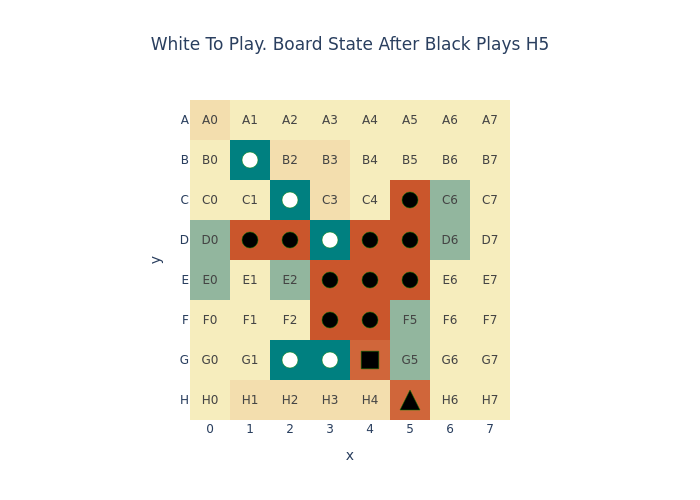 White To Play. Board State After Black Plays H5
A A0 A1 A2 A3 A4 A5 A6 A7
B B0 B2 B3 B4 B5 B6 B7
C C0 C1 C3 C4 C6 C7
D D0 D6 D7
y
E E0 E1 E2 E6 E7
F F0 F1 F2 F5 F6 F7
G G0 G1 G5 G6 G7
H H0 H1 H2 H3 H4 H6 H7
0 1 2 3 4 5 6 7
x